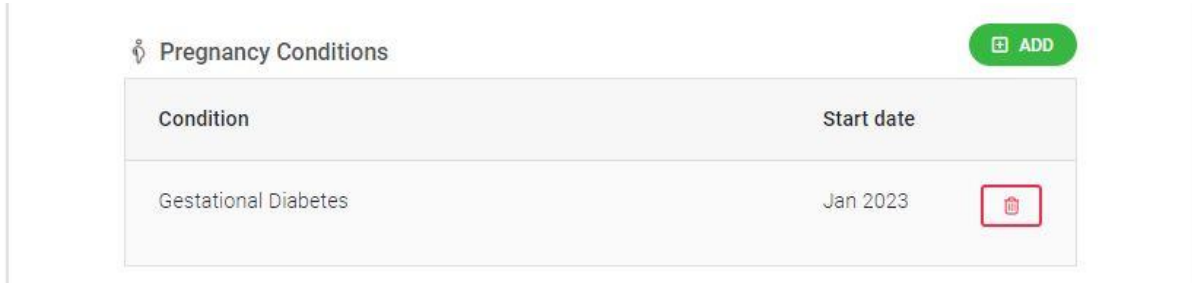 Pregnancy Conditions
ADD
Condition Start date
Gestational Diabetes Jan 2023